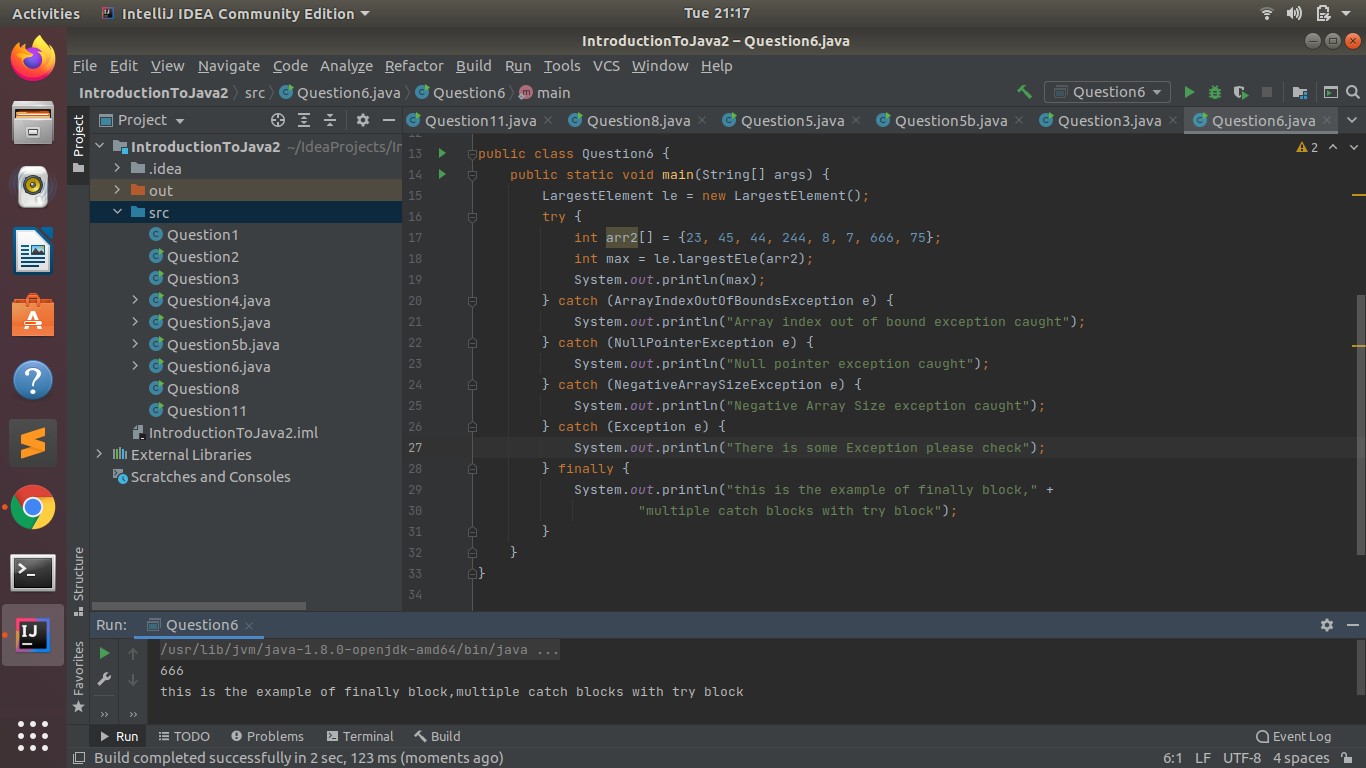 Activities IntelliJ IDEA Community Edition Tue 21:17
IntroductionToJava2 – Question6.java
File Edit View Navigate Code Analyze Refactor Build Run Tools VCS Window Help
IntroductionToJava2 src Question6.java Question6 main Question6
Project Question11.java Question8.java Question5.java Question5b.java Question3.java Question6.java
Project
IntroductionToJava2 ~/IdeaProjects/
.idea
out
src
Question1
Question2
Question3
Question4.java
Question5.java
Question5b.java
Question6.java
Question8
Question11
IntroductionToJava2.iml
External Libraries
Scratches and Consoles
2
13 public class Question6 {
14 public static void main(String[] args) {
15 LargestElement le = new LargestElement();
16 try {
17 int arr2[] = {23, 45, 44, 244, 8, 7, 666, 75};
18 int max = le.largestEle(arr2);
19 System.out.println(max);
20 } catch (ArrayIndexOutOfBoundsException e) {
21 System.out.println("Array index out of bound exception caught");
22 } catch (NullPointerException e) {
23 System.out.println("Null pointer exception caught");
24 } catch (NegativeArraySizeException e) {
25 System.out.println("Negative Array Size exception caught");
26 } catch (Exception e) {
27 System.out.println("There is some Exception please check");
28 } finally {
29 System.out.println("this is the example of finally block," +
30 "multiple catch blocks with try block");
31 }
32 }
33 }
34
Structure
Favorites
Run: Question6
/usr/lib/jvm/java-1.8.0-openjdk-amd64/bin/java ...
666
this is the example of finally block,multiple catch blocks with try block
Run TODO Problems Terminal Build Event Log
Build completed successfully in 2 sec, 123 ms (moments ago) 6:1 LF UTF-8 4 spaces